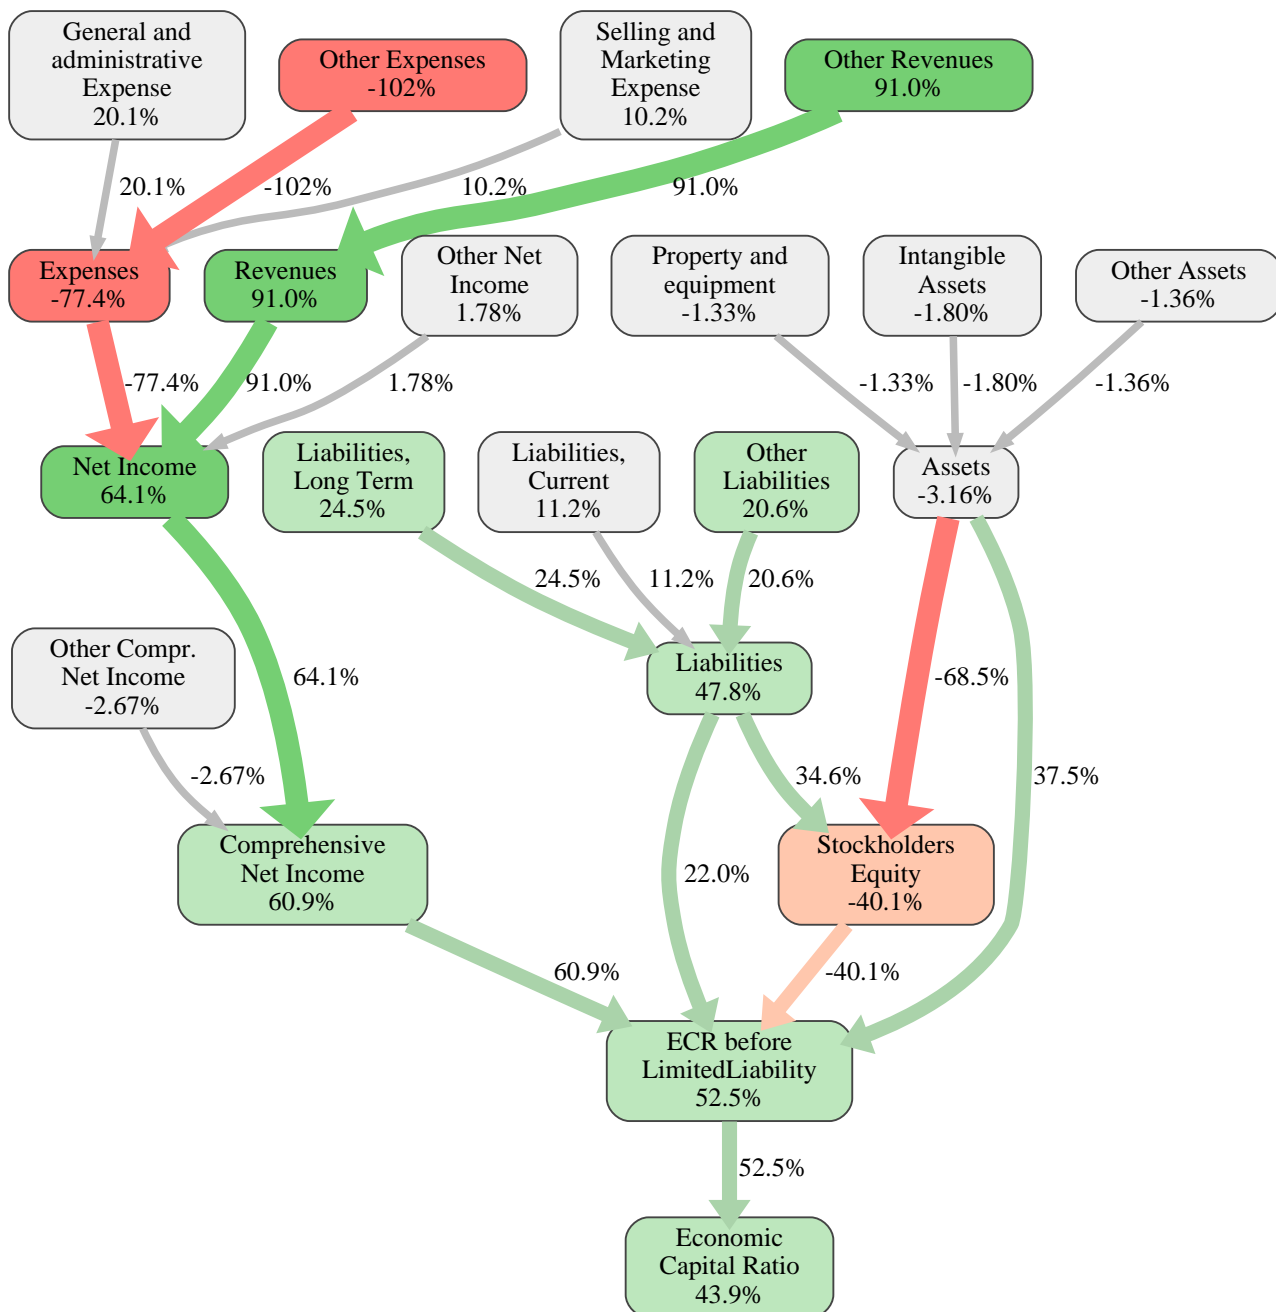 General and
administrative
Expense
20.1%
Other Expenses
-102%
Selling and
Marketing
Expense
10.2%
Other Revenues
91.0%
20.1%
-102%
10.2%
91.0%
Expenses
-77.4%
Revenues
91.0%
Other Net
Income
1.78%
Property and
equipment
-1.33%
Intangible
Assets
-1.80%
Other Assets
-1.36%
-77.4%
91.0%
1.78%
-1.33%
-1.80%
-1.36%
Net Income
64.1%
Liabilities,
Long Term
24.5%
Liabilities,
Current
11.2%
Other
Liabilities
20.6%
Assets
-3.16%
24.5%
11.2%
20.6%
Other Compr.
Net Income
-2.67%
64.1%
Liabilities
47.8%
-68.5%
-2.67%
34.6%
37.5%
Comprehensive
Net Income
60.9%
22.0%
Stockholders
Equity
-40.1%
60.9%
-40.1%
ECR before
LimitedLiability
52.5%
52.5%
Economic
Capital Ratio
43.9%